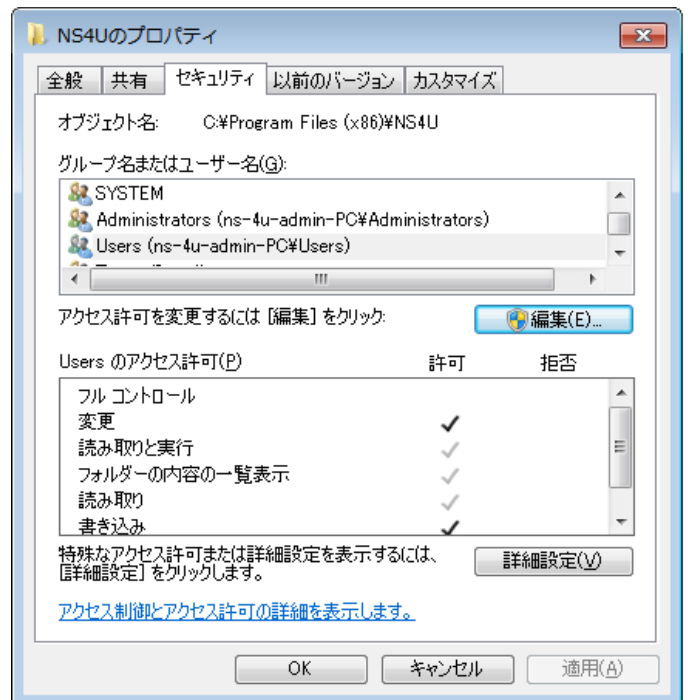 NS4Uのプロパティ
全般 共有 セキュリティ 以前のバージョン カスタマイズ
オブジェクト名: C:¥Program Files (x86)¥NS4U
グループ名またはユーザー名(G):
SYSTEM
Administrators (ns-4u-admin-PC¥Administrators)
Users (ns-4u-admin-PC¥Users)
アクセス許可を変更するには [編集] をクリック:
編集(E)...
Users のアクセス許可(P) 許可 拒否
フル コントロール
変更
読み取りと実行
フォルダーの内容の一覧表示
読み取り
書き込み
特殊なアクセス許可または詳細設定を表示するには、
[詳細設定] をクリックします。
詳細設定(V)
アクセス制御とアクセス許可の詳細を表示します。
OK キャンセル 適用(A)